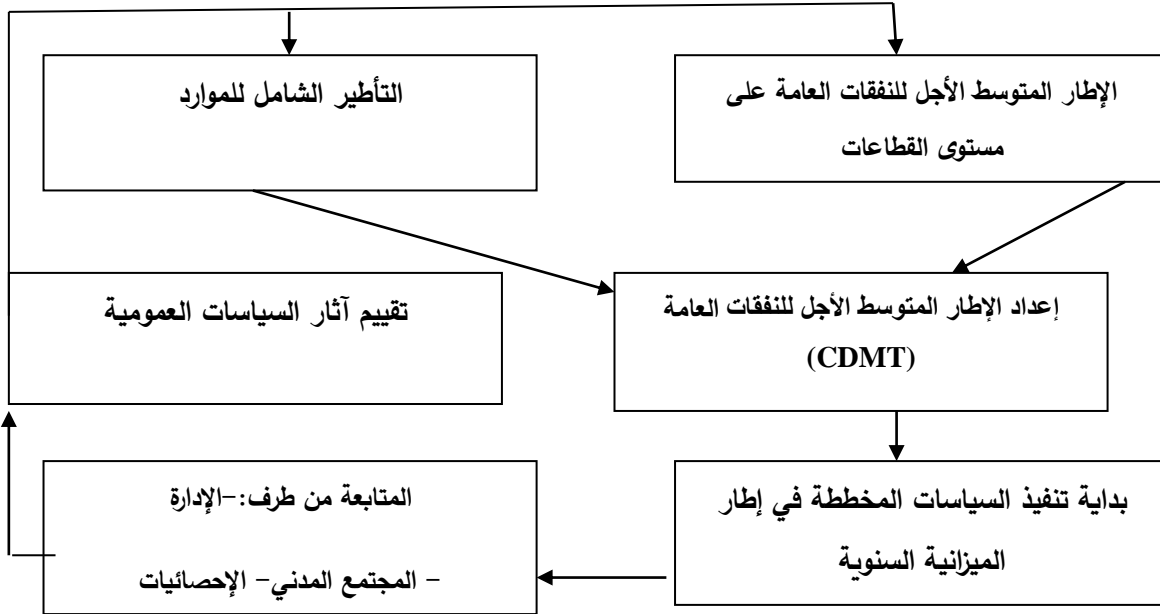 الإطار المتوسط الأجل للنفقات العامة على
مستوى القطاعات
التأطير الشامل للموارد
إعداد الإطار المتوسط الأجل للنفقات العامة
(CDMT)
تقييم آثار السياسات العمومية
بداية تنفيذ السياسات المخططة في إطار
الميزانية السنوية
المتابعة من طرف:-الإدارة
- المجتمع المدني- الإحصائيات